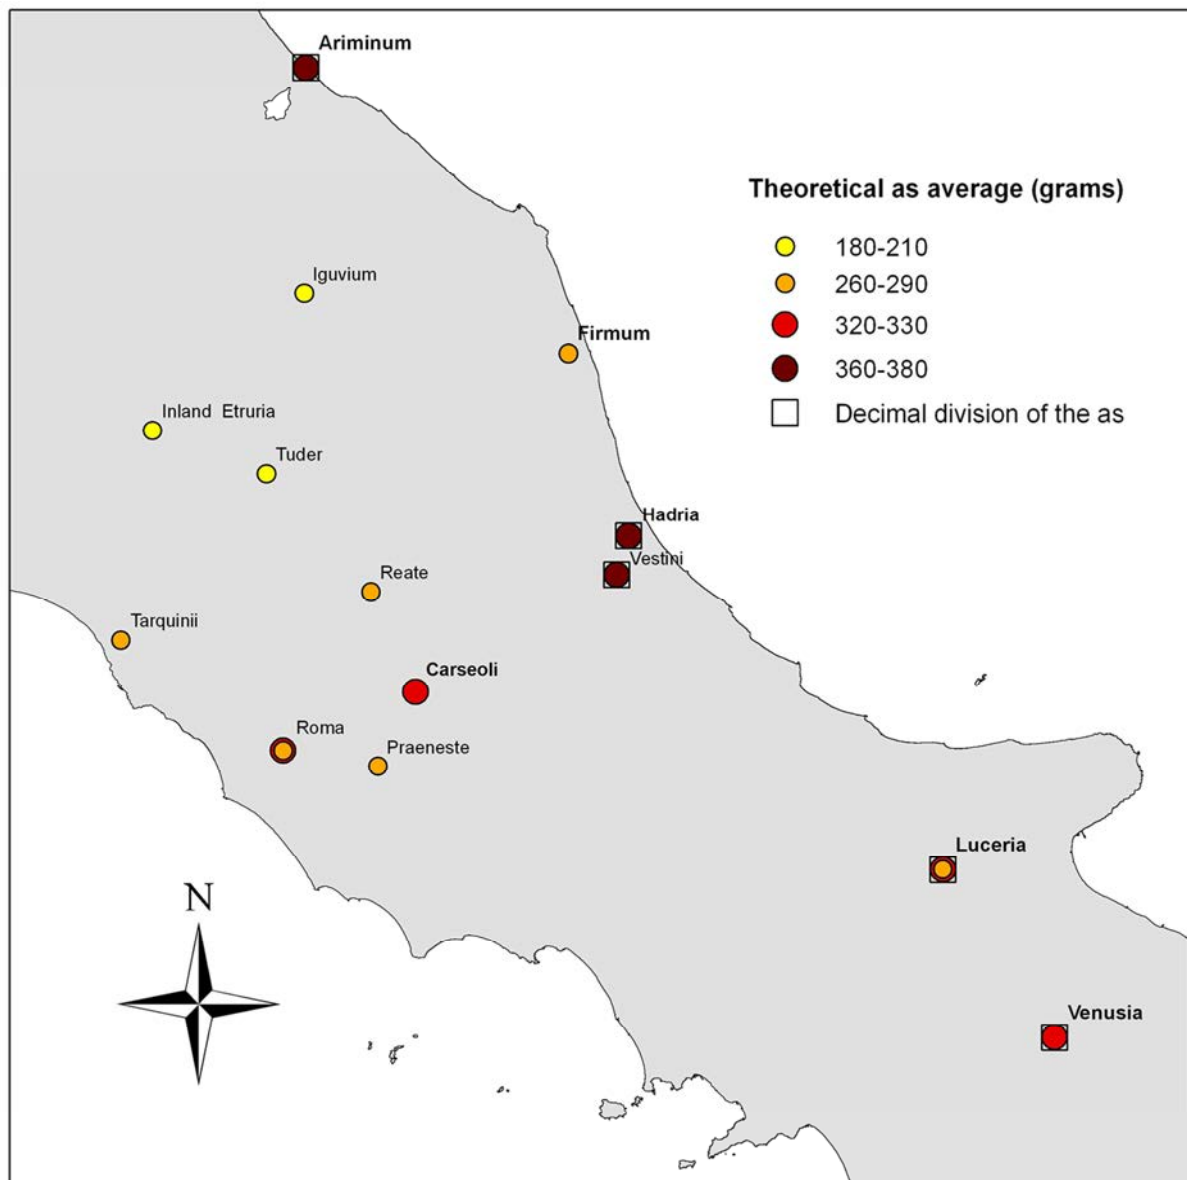 Ariminum
Theoretical as average (grams)
180-210
260-290
320-330
360-380
Decimal division of the as
Iguvium
Firmum
Inland Etruria
Tuder
Hadria
Vestini
Reate
Tarquinii
Carseoli
Roma
Praeneste
Luceria
N
Venusia